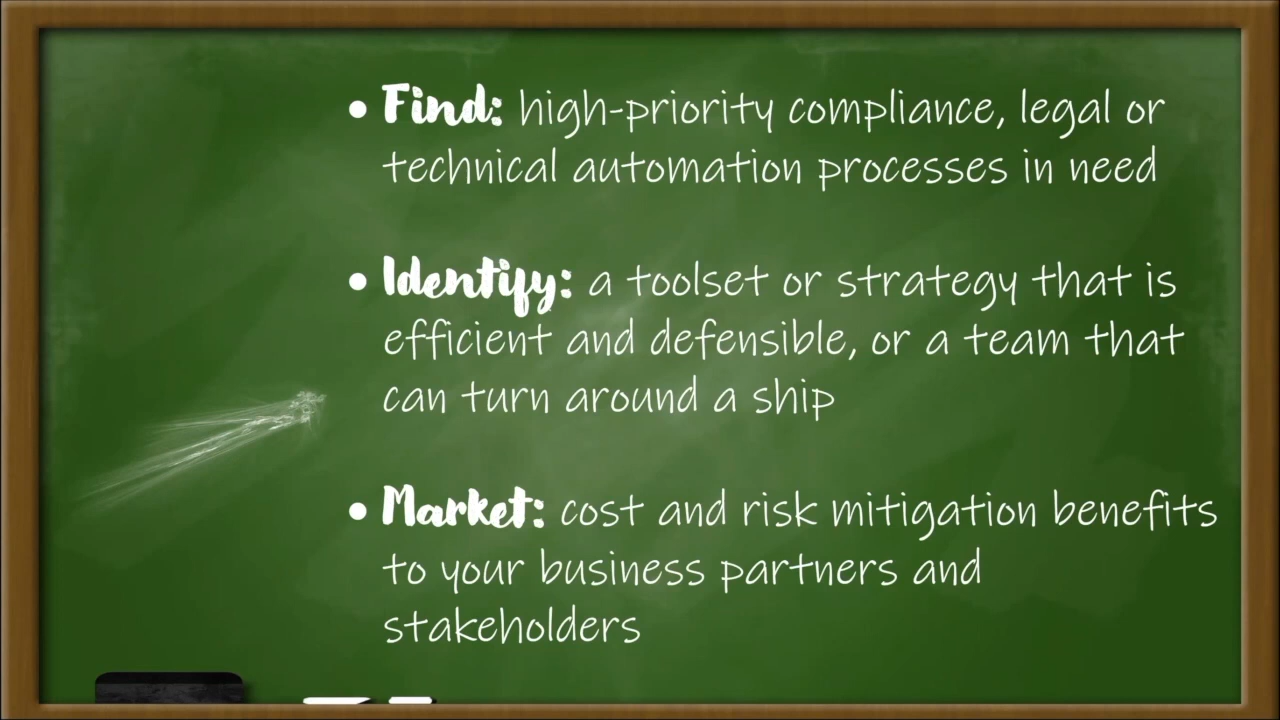 • Find: high-priority compliance, legal or
technical automation processes in need
• Identify: a toolset or strategy that is
efficient and defensible, or a team that
can turn around a ship
• Market: cost and risk mitigation benefits
to your business partners and
stakeholders